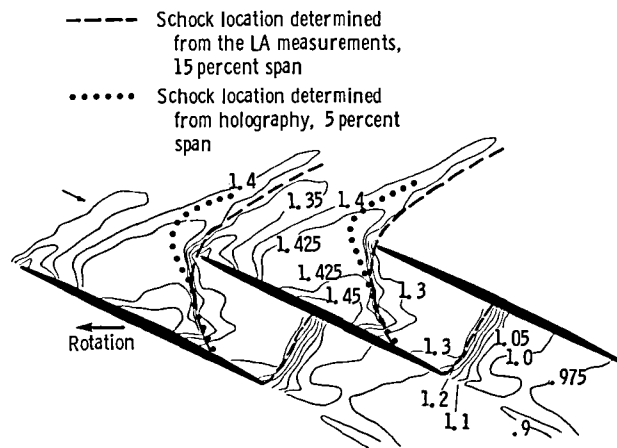 Schock location determined
from the LA measurements,
15 percent span
Schock location determined
from holography, 5 percent
span
1.4
1.4
1.35
1.425
1.425
1.45
1.3
Rotation
1.3
1.05
1.0
.975
1.2
1.1
.9